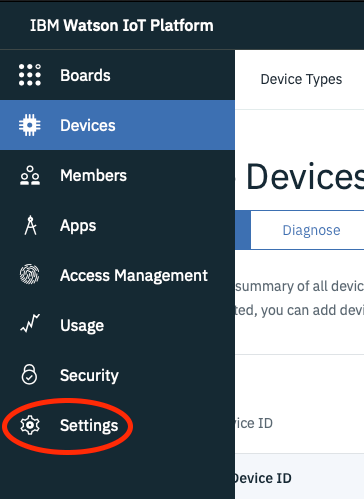 IBM Watson IoT Platform
Boards
Devices
Members
Apps
Access Management
Usage
Security
Settings
Device Types
Devices
Diagnose
summary of all devic
ted, you can add devi
vice ID
Device ID